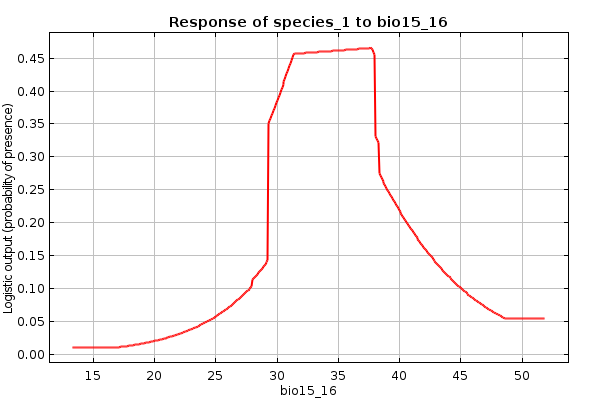 Response of species_1 to bio15_16
Logistic output (probability of presence)
0.45
0.40
0.35
0.30
0.25
0.20
0.15
0.10
0.05
0.00
15 20 25 30 35 40 45 50
bio15_16